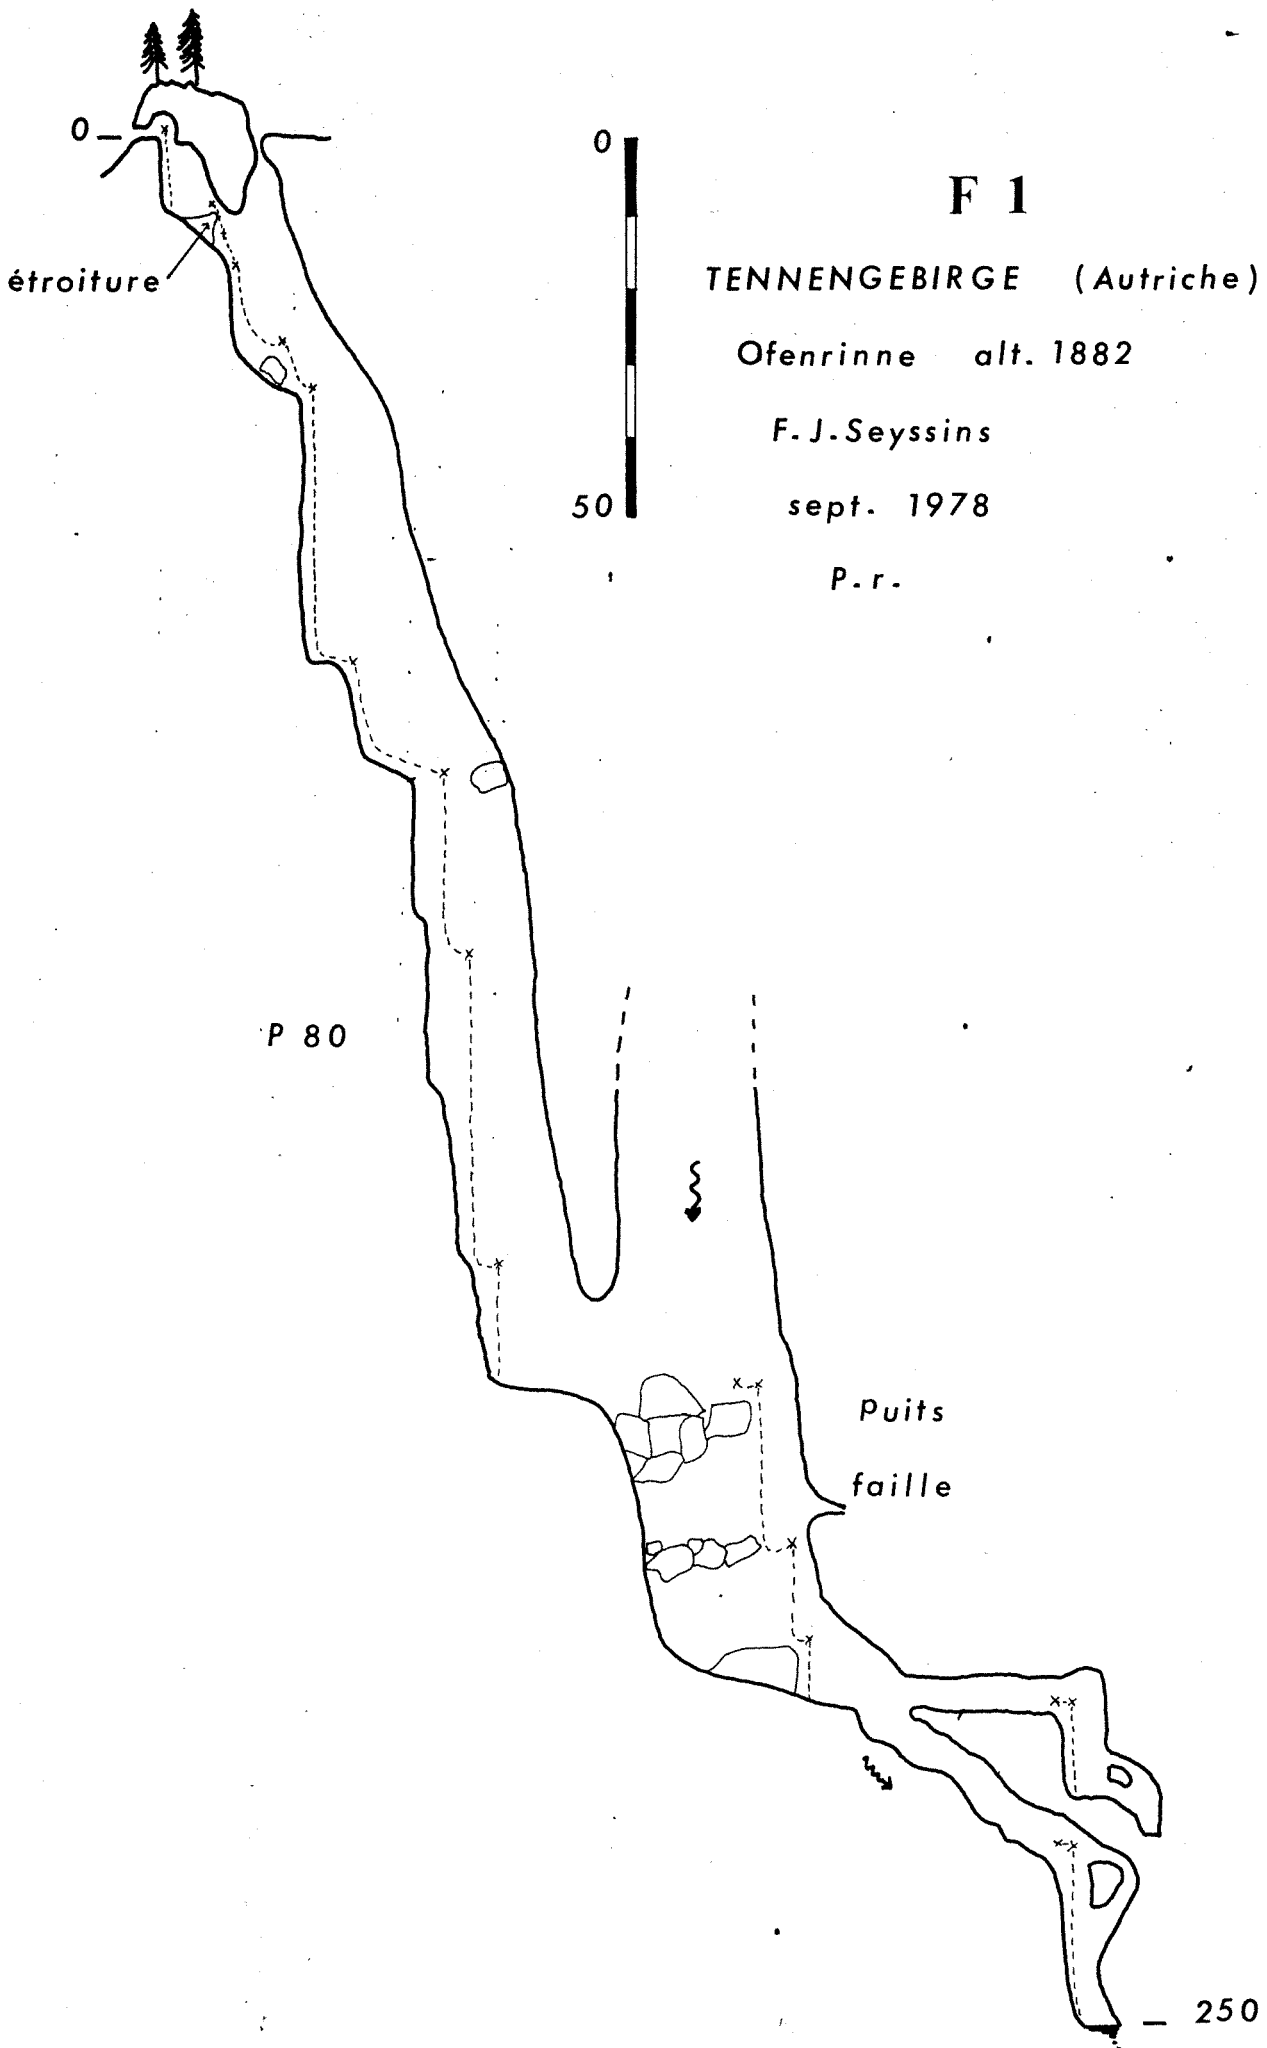 0
0
F 1
étroiture
TENNENGEBIRGE (Autriche)
Ofenrinne alt. 1882
F.J.Seyssins
50
sept. 1978
P.r.
P 80
Puits
faille
250